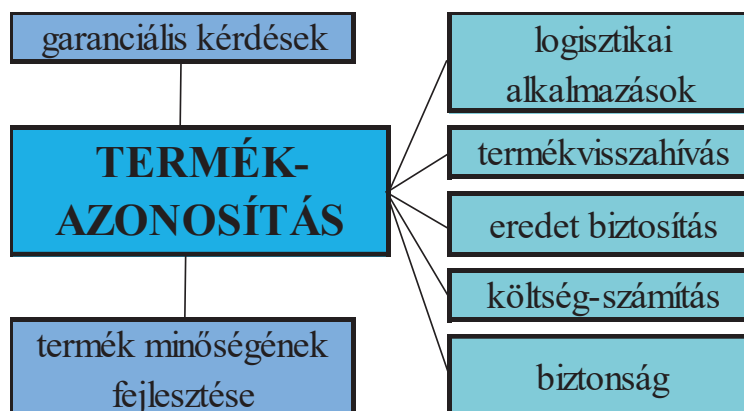 garanciális kérdések
TERMÉK-
AZONOSÍTÁS
termék minőségének
fejlesztése
logisztikai
alkalmazások
termékvisszahívás
eredet biztosítás
költség-számítás
biztonság